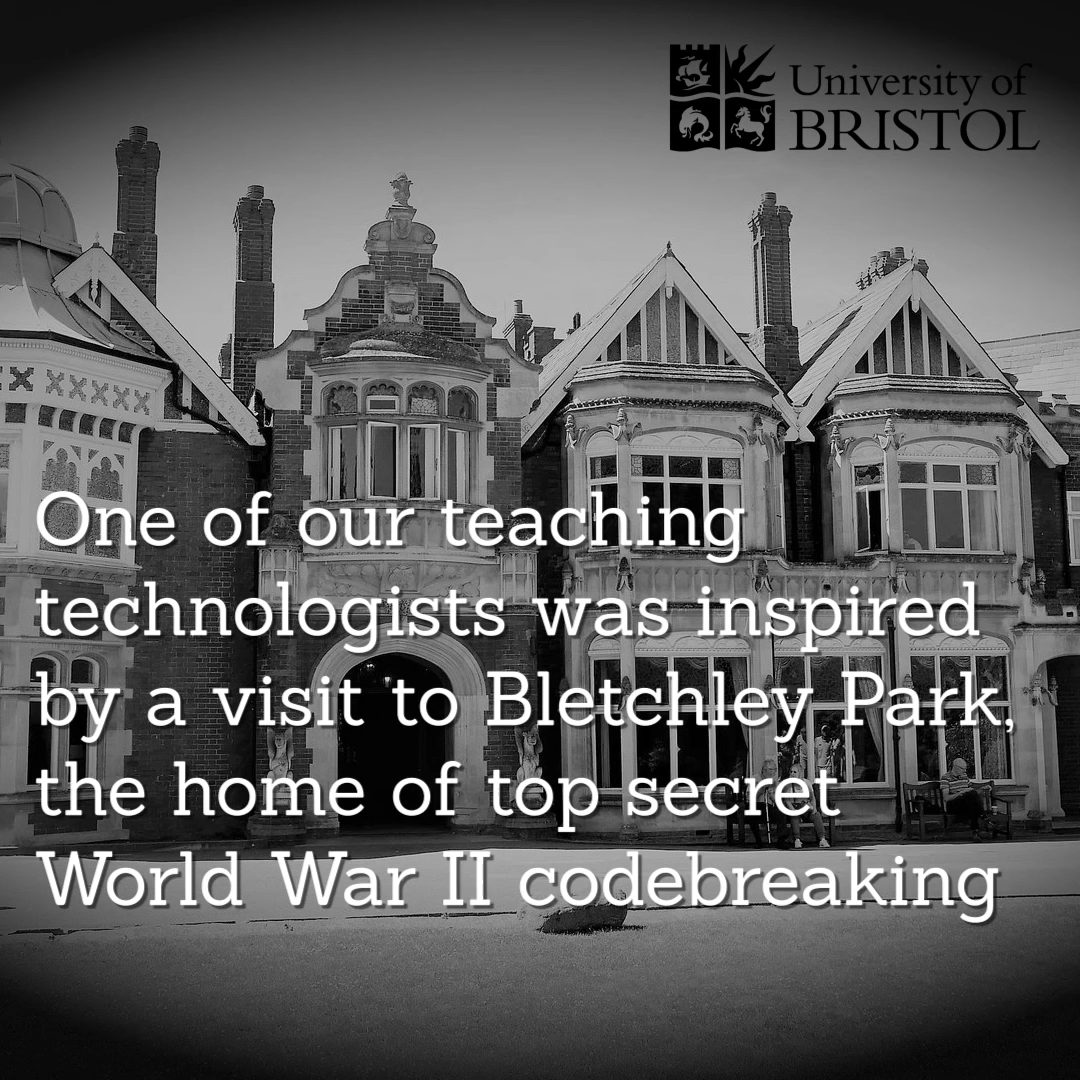 University of
BRISTOL
One of our teaching
technologists was inspired
by a visit to Bletchley Park,
the home of top secret
World War II codebreaking